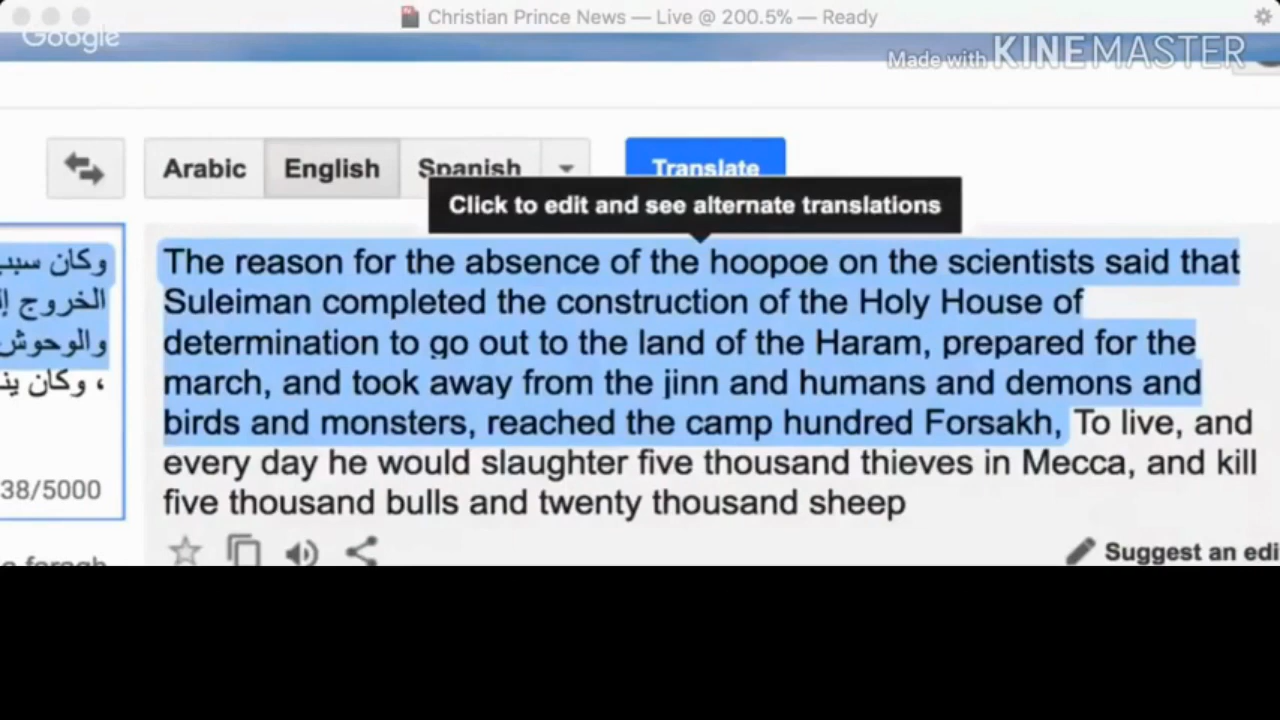 Christian Prince News — Live @ 200.5% — Ready
Google
Made with KINEMASTER
Arabic English Spanish Translate
Click to edit and see alternate translations
وكان سبب
الخروج
والوحوش
، وكان
The reason for the absence of the hoopoe on the scientists said that
Suleiman completed the construction of the Holy House of
determination to go out to the land of the Haram, prepared for the
march, and took away from the jinn and humans and demons and
birds and monsters, reached the camp hundred Forsakh, To live, and
every day he would slaughter five thousand thieves in Mecca, and kill
five thousand bulls and twenty thousand sheep
38/5000
Suggest an edi